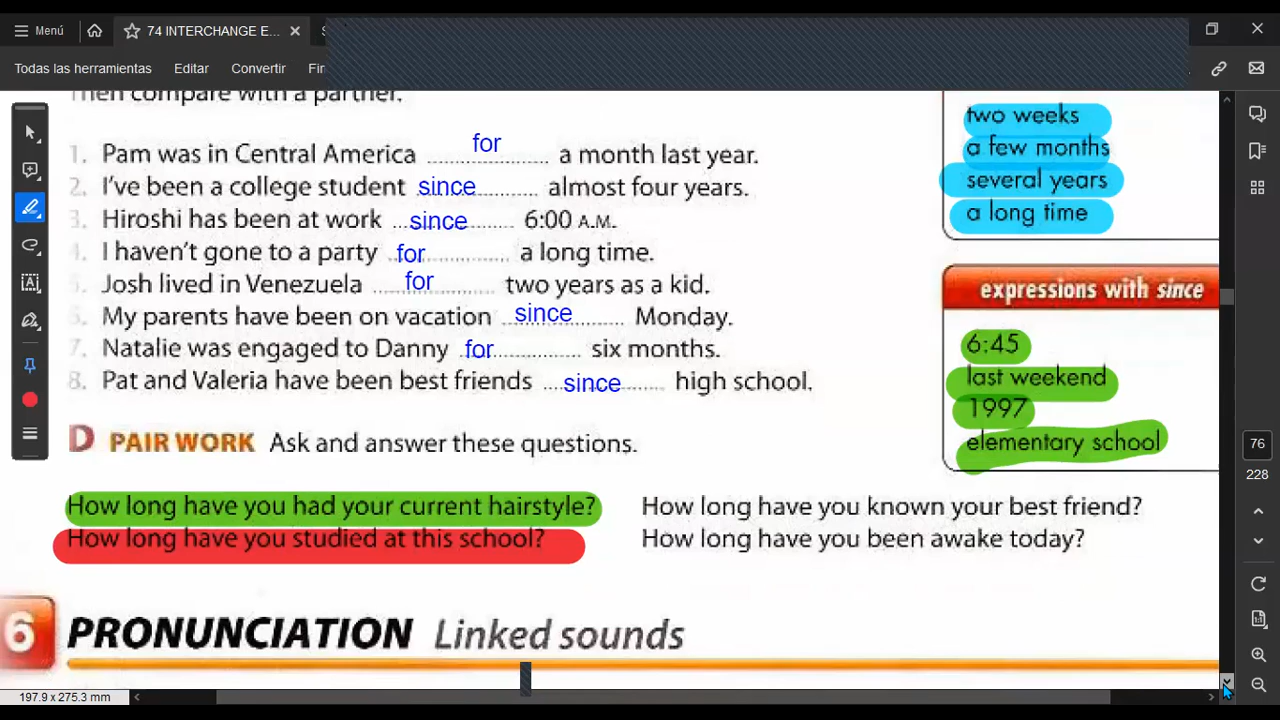 Menú
74 INTERCHANGE E...
Todas las herramientas Editar Convertir Fir
Then compare with a partner.
1. Pam was in Central America for a month last year.
2. I've been a college student since almost four years.
3. Hiroshi has been at work since 6:00 A.M.
4. I haven't gone to a party for a long time.
5. Josh lived in Venezuela for two years as a kid.
6. My parents have been on vacation since Monday.
7. Natalie was engaged to Danny for six months.
8. Pat and Valeria have been best friends since high school.
two weeks
a few months
several years
a long time
expressions with since
6:45
last weekend
1997
elementary school
D PAIR WORK Ask and answer these questions.
How long have you had your current hairstyle?
How long have you studied at this school?
How long have you known your best friend?
How long have you been awake today?
6 PRONUNCIATION Linked sounds
76
228
197.9 x 275.3 mm